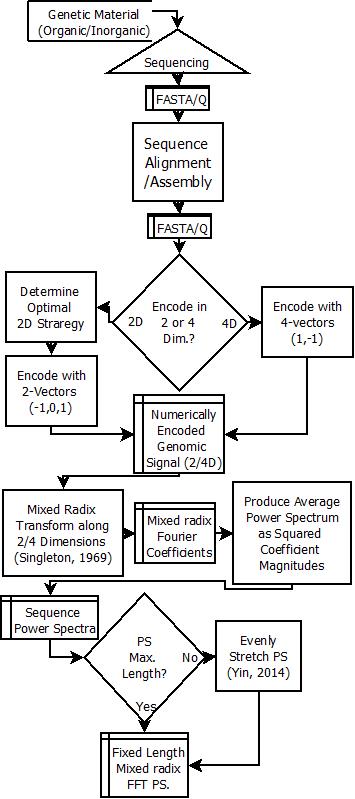 Genetic Material
(Organic/Inorganic)
Sequencing
FASTA/Q
Sequence
Alignment
/Assembly
FASTA/Q
Encode in
2 or 4
Dim.?
2D
4D
Determine
Optimal
2D Straregy
Encode with
4-vectors
(1,-1)
Encode with
2-Vectors
(-1,0,1)
Numerically
Encoded
Genomic
Signal (2/4D)
Mixed Radix
Transform along
2/4 Dimensions
(Singleton, 1969)
Mixed radix
Fourier
Coefficients
Produce Average
Power Spectrum
as Squared
Coefficient
Magnitudes
Sequence
Power Spectra
PS
Max.
Length?
No
Yes
Evenly
Stretch PS
(Yin, 2014)
Fixed Length
Mixed radix
FFT PS.